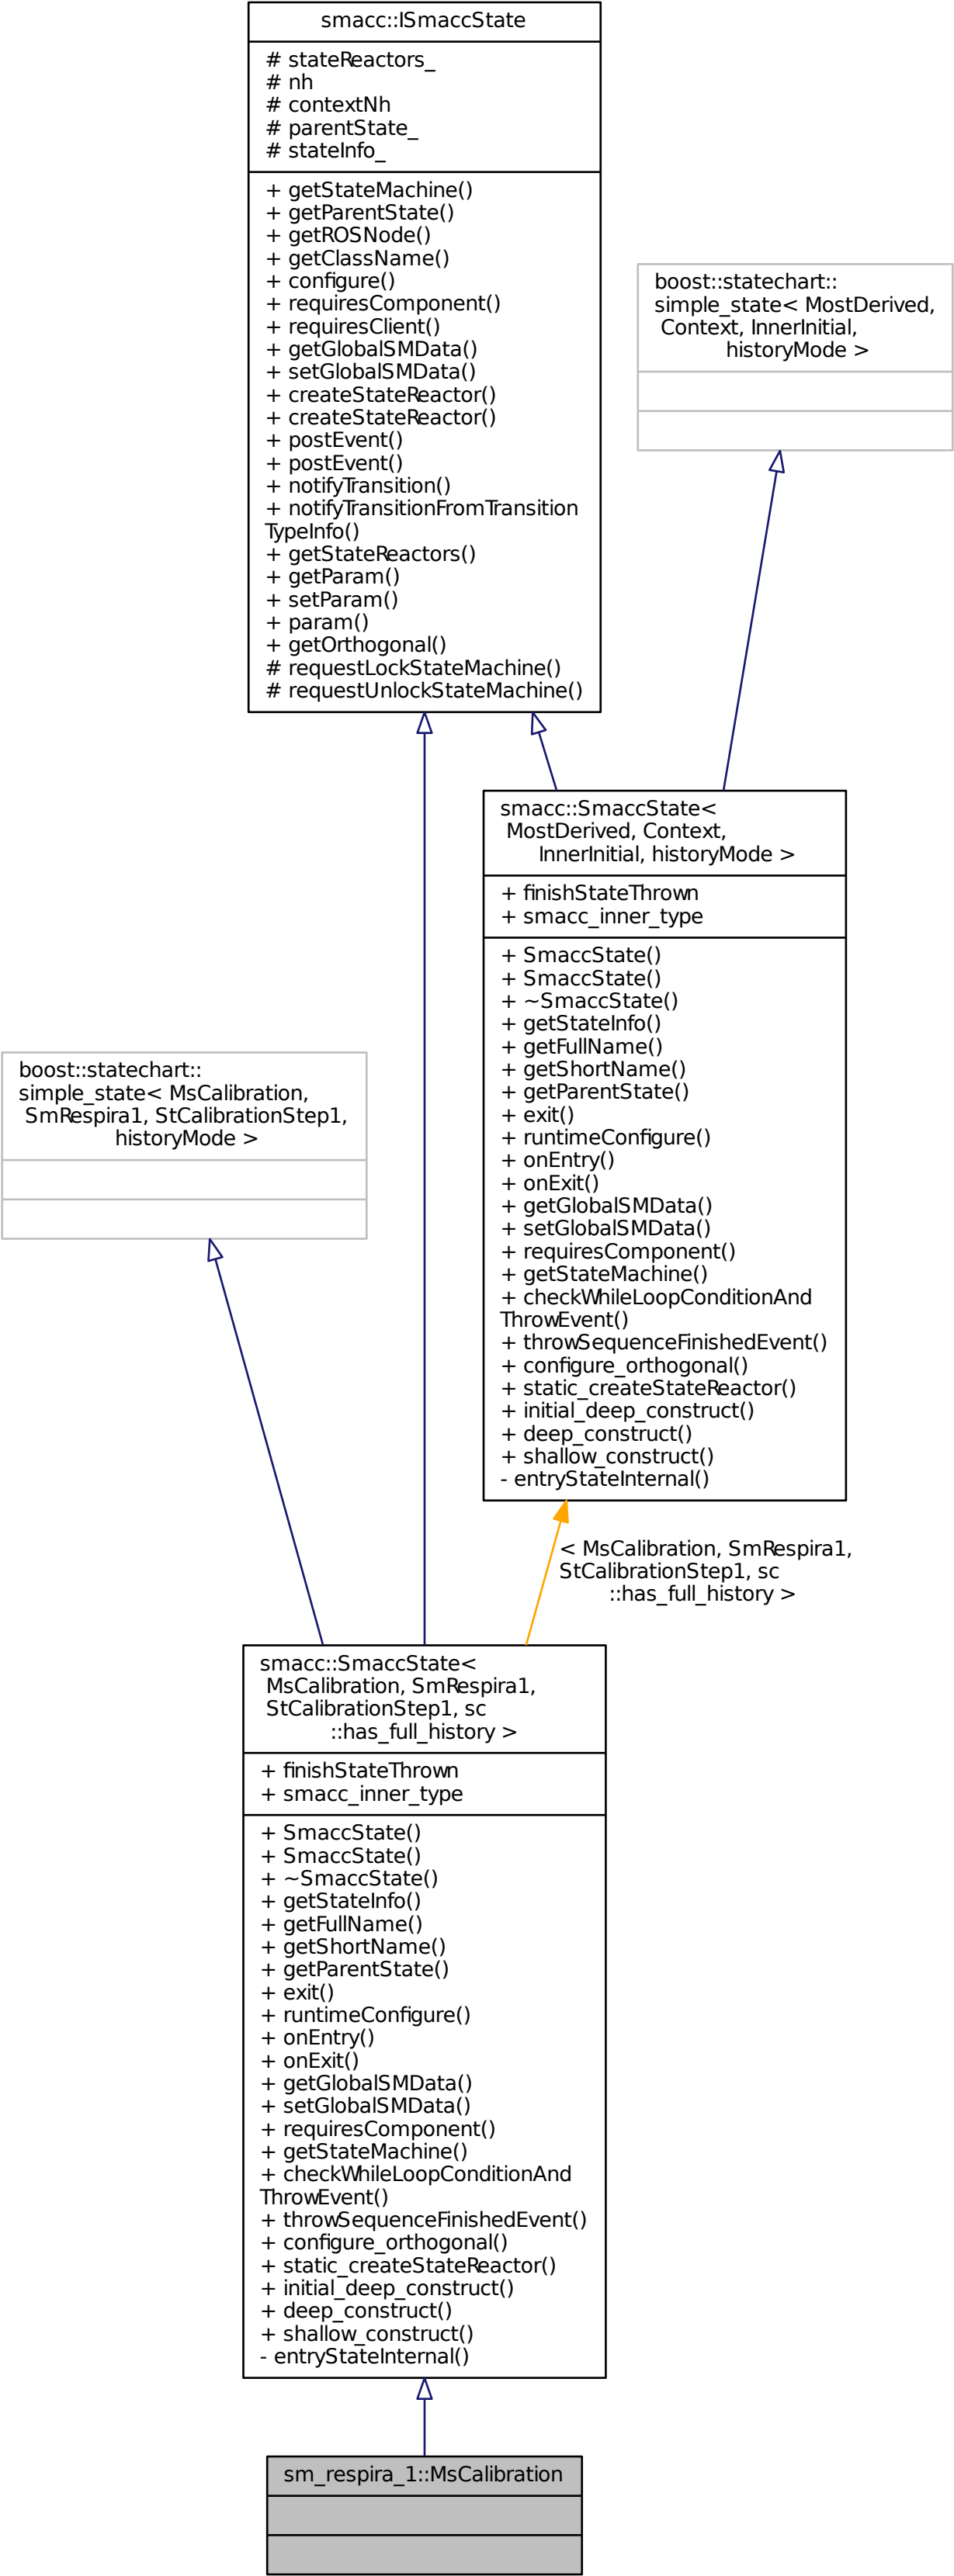 smacc::ISmaccState
# stateReactors_
# nh
# contextNh
# parentState_
# stateInfo_
+ getStateMachine()
+ getParentState()
+ getROSNode()
+ getClassName()
+ configure()
+ requiresComponent()
+ requiresClient()
+ getGlobalSMData()
+ setGlobalSMData()
+ createStateReactor()
+ createStateReactor()
+ postEvent()
+ postEvent()
+ notifyTransition()
+ notifyTransitionFromTransition
TypeInfo()
+ getStateReactors()
+ getParam()
+ setParam()
+ param()
+ getOrthogonal()
# requestLockStateMachine()
# requestUnlockStateMachine()
boost::statechart::
simple_state< MostDerived,
Context, InnerInitial,
historyMode >
smacc::SmaccState<
MostDerived, Context,
InnerInitial, historyMode >
+ finishStateThrown
+ smacc_inner_type
+ SmaccState()
+ SmaccState()
+ ~SmaccState()
+ getStateInfo()
+ getFullName()
+ getShortName()
+ getParentState()
+ exit()
+ runtimeConfigure()
+ onEntry()
+ onExit()
+ getGlobalSMData()
+ setGlobalSMData()
+ requiresComponent()
+ getStateMachine()
+ checkWhileLoopConditionAnd
ThrowEvent()
+ throwSequenceFinishedEvent()
+ configure_orthogonal()
+ static_createStateReactor()
+ initial_deep_construct()
+ deep_construct()
+ shallow_construct()
- entryStateInternal()
boost::statechart::
simple_state< MsCalibration,
SmRespira1, StCalibrationStep1,
historyMode >
< MsCalibration, SmRespira1,
StCalibrationStep1, sc
::has_full_history >
smacc::SmaccState<
MsCalibration, SmRespira1,
StCalibrationStep1, sc
::has_full_history >
+ finishStateThrown
+ smacc_inner_type
+ SmaccState()
+ SmaccState()
+ ~SmaccState()
+ getStateInfo()
+ getFullName()
+ getShortName()
+ getParentState()
+ exit()
+ runtimeConfigure()
+ onEntry()
+ onExit()
+ getGlobalSMData()
+ setGlobalSMData()
+ requiresComponent()
+ getStateMachine()
+ checkWhileLoopConditionAnd
ThrowEvent()
+ throwSequenceFinishedEvent()
+ configure_orthogonal()
+ static_createStateReactor()
+ initial_deep_construct()
+ deep_construct()
+ shallow_construct()
- entryStateInternal()
sm_respira_1::MsCalibration